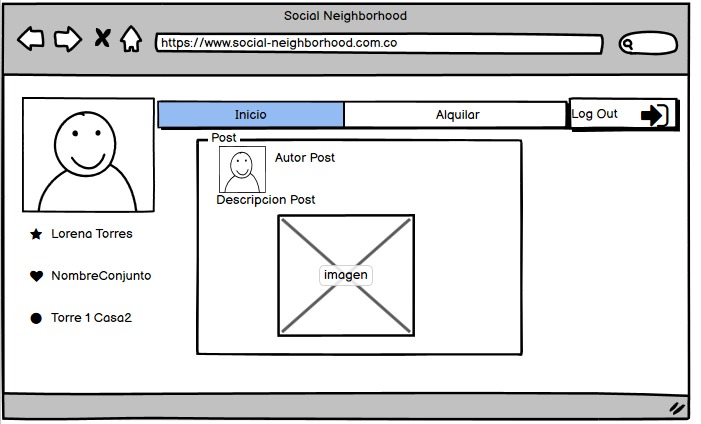 Social Neighborhood
https://www.social-neighborhood.com.co
Inicio
Alquilar
Log Out
Post
Autor Post
Descripcion Post
imagen
Lorena Torres
NombreConjunto
Torre 1 Casa2